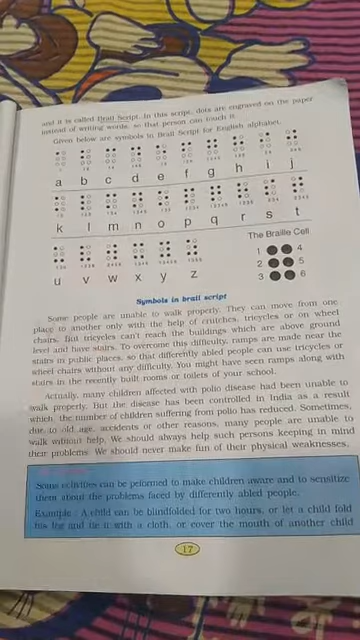 and it is called Brail Script. In this script, dots are engraved on the paper
instead of writing words, so that person can touch it.
Given below are symbols in Brail Script for English alphabet.
a b c d e f g h i j
k l m n o p q r s t
The Braille Cell
1 4
2 5
3 6
u v w x y z
Symbols in brail script
Some people are unable to walk properly. They can move from one
place to another only with the help of crutches, tricycles or on wheel
chairs. But tricycles can't reach the buildings which are above ground
level and have stairs. To overcome this difficulty, ramps are made near the
stairs in public places, so that differently abled people can use tricycles or
wheel chairs without any difficulty. You might have seen ramps along with
stairs in the recently built rooms or toilets of your school.
Actually, many children affected with polio disease had been unable to
walk properly. But the disease has been controlled in India as a result
which, the number of children suffering from polio has reduced. Sometimes,
due to old age, accidents or other reasons, many people are unable to
walk without help. We should always help such persons keeping in mind
their problems. We should never make fun of their physical weaknesses.
Some activities can be peformed to make children aware and to sensitize
them about the problems faced by differently abled people.
Example : A child can be blindfolded for two hours, or let a child fold
his leg and tie it with a cloth, or cover the mouth of another child
17